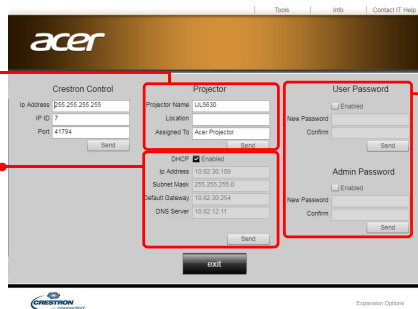 Tools Info Contact IT Help
acer
Crestron Control
Ip Address 255.255.255.255
IP ID 7
Port 41794
Send
Projector
Projector Name UL5630
Location
Assigned To Acer Projector
Send
DHCP Enabled
Ip Address 10.82.30.109
Subnet Mask 255.255.255.0
Default Gateway 10.82.30.254
DNS Server 10.82.12.11
Send
User Password
Enabled
New Password
Confirm
Send
Admin Password
Enabled
New Password
Confirm
Send
exit
CRESTRON
connected
Expansion Options